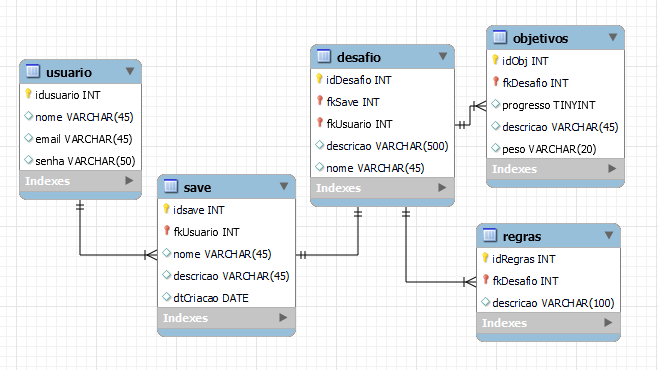 usuario
idusuario INT
nome VARCHAR(45)
email VARCHAR(45)
senha VARCHAR(50)
Indexes
save
idsave INT
fkUsuario INT
nome VARCHAR(45)
descricao VARCHAR(45)
dtCriacao DATE
Indexes
desafio
idDesafio INT
fkSave INT
fkUsuario INT
descricao VARCHAR(500)
nome VARCHAR(45)
Indexes
objetivos
idObj INT
fkDesafio INT
progresso TINYINT
descricao VARCHAR(45)
peso VARCHAR(20)
Indexes
regras
idRegras INT
fkDesafio INT
descricao VARCHAR(100)
Indexes